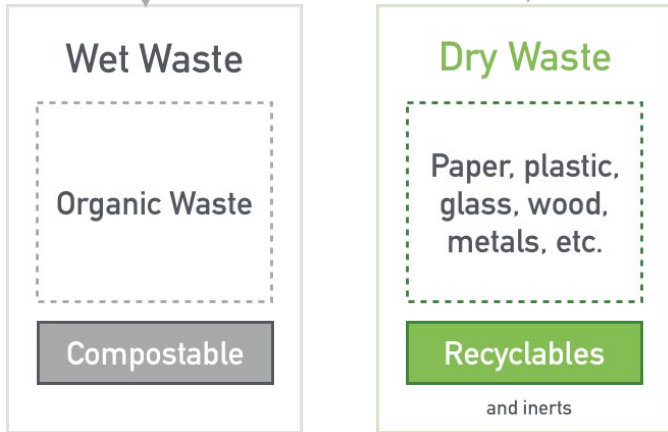 Wet Waste
Organic Waste
Compostable
Dry Waste
Paper, plastic,
glass, wood,
metals, etc.
Recyclables
and inerts